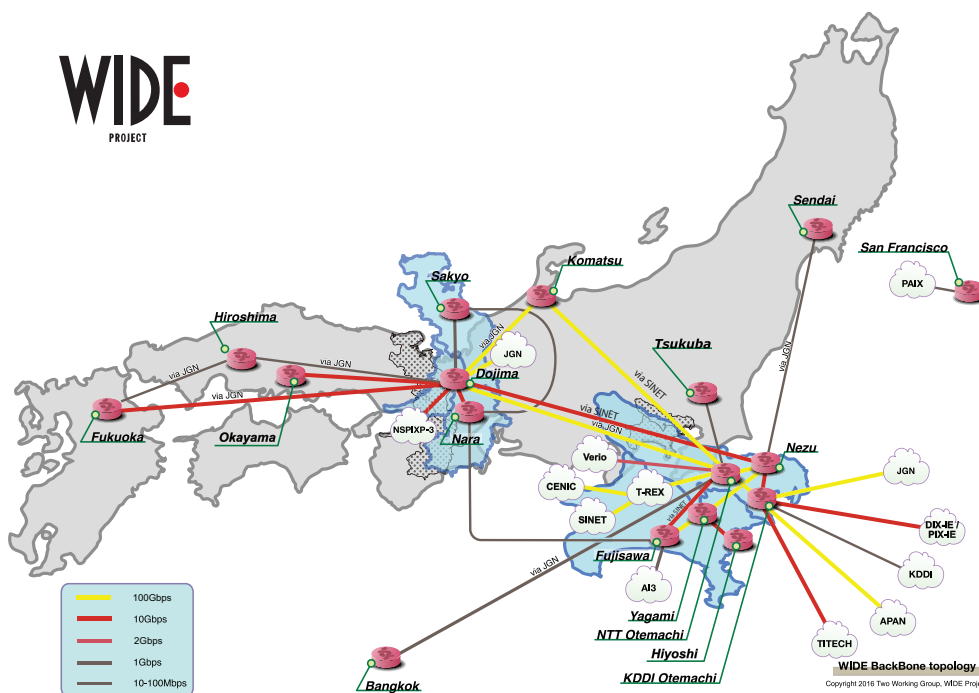 WIDE
PROJECT
Sendai
San Francisco
PAIX
Komatsu
Sakyo
Hiroshima
via JGN
JGN
Tsukuba
via JGN
via JGN
via JGN
via SINET
Dojima
via JGN
Fukuoka
Okayama
NSPIXP-3
Nara
via SINET
via JGN
Nezu
Verio
JGN
CENIC
T-REX
SINET
via SINET
DIX-IE /
PIX-IE
Fujisawa
KDDI
via JGN
AI3
Yagami
APAN
NTT Otemachi
TITECH
Hiyoshi
KDDI Otemachi
Bangkok
100Gbps
10Gbps
2Gbps
1Gbps
10-100Mbps
WIDE BackBone topology
Copyright 2016 Two Working Group, WIDE Proje